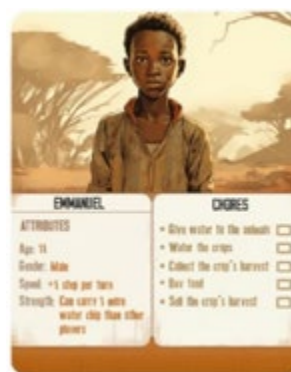 EMMANUEL
ATTRIBUTES
Age: 14
Gender: Male
Speed: +1 step per turn
Strength: Can carry 1 more
water chip than other
players
CHORES
• Give water to the animals
• Water the crops
• Collect the crop's harvest
• Buy food
• Sell the crop's harvest